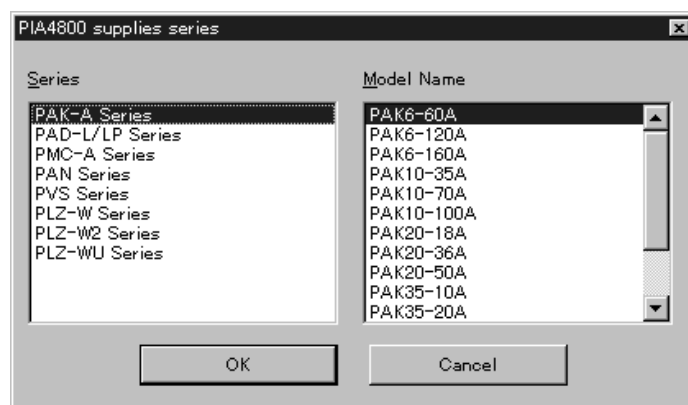 PIA4800 supplies series
Series
PAK-A Series
PAD-L/LP Series
PMC-A Series
PAN Series
PVS Series
PLZ-W Series
PLZ-W2 Series
PLZ-WU Series
Model Name
PAK6-60A
PAK6-120A
PAK6-160A
PAK10-35A
PAK10-70A
PAK10-100A
PAK20-18A
PAK20-36A
PAK20-50A
PAK35-10A
PAK35-20A
OK
Cancel